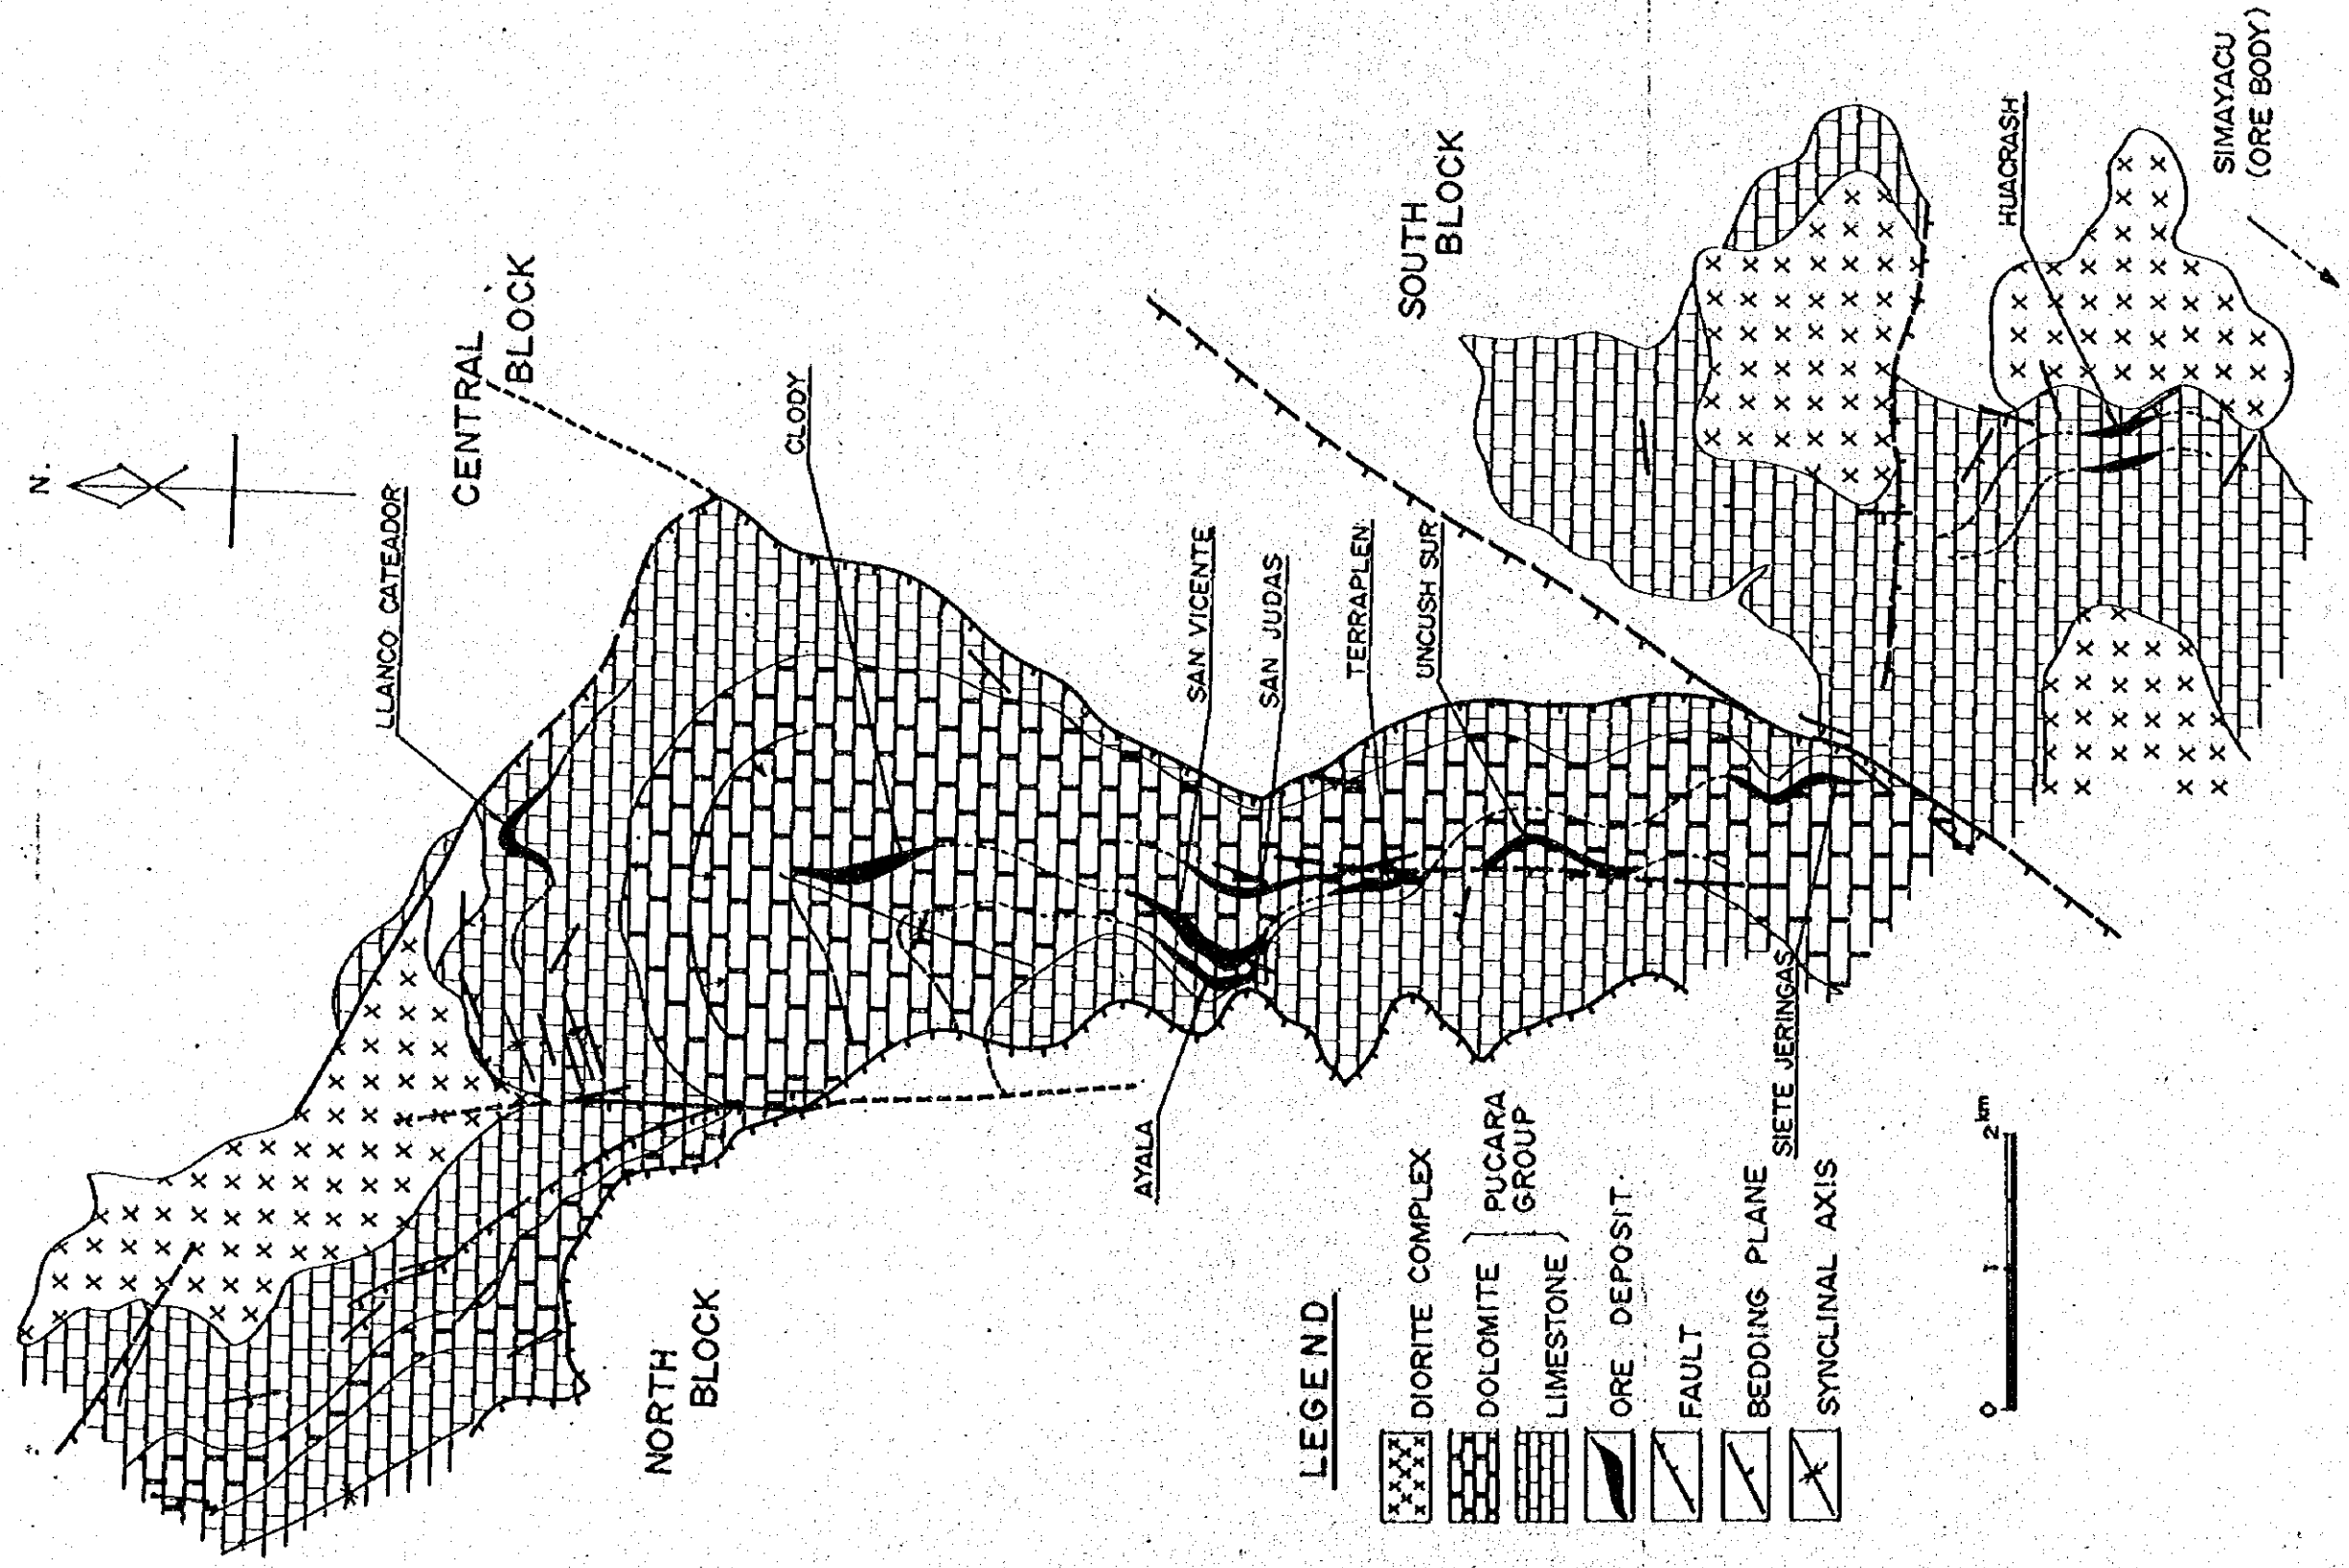 N.
LLANCO CATEADOR
CENTRAL
BLOCK
CLODY
SAN VICENTE
SAN JUDAS
TERRAPLEN
UNCUSH SUR
SOUTH
BLOCK
HUACRASH
SIMAYACU
(ORE BODY)
NORTH
BLOCK
AYALA
SIETE JERINGAS
LEGEND
DIORITE COMPLEX
DOLOMITE
LIMESTONE
PUCARA
GROUP
ORE DEPOSIT.
FAULT
BEDDING PLANE
SYNCLINAL AXIS
0 1 2 km